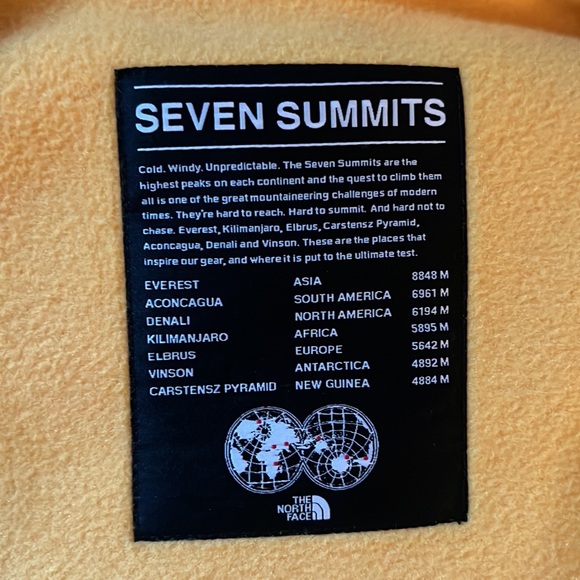 SEVEN SUMMITS
Cold. Windy. Unpredictable. The Seven Summits are the
highest peaks on each continent and the quest to climb them
all is one of the great mountaineering challenges of modern
times. They're hard to reach. Hard to summit. And hard not to
chase. Everest, Kilimanjaro, Elbrus, Carstensz Pyramid,
Aconcagua, Denali and Vinson. These are the places that
inspire our gear, and where it is put to the ultimate test.
EVEREST ASIA 8848 M
ACONCAGUA SOUTH AMERICA 6961 M
DENALI NORTH AMERICA 6194 M
KILIMANJARO AFRICA 5895 M
ELBRUS EUROPE 5642 M
VINSON ANTARCTICA 4892 M
CARSTENSZ PYRAMID NEW GUINEA 4884 M
THE
NORTH
FACE